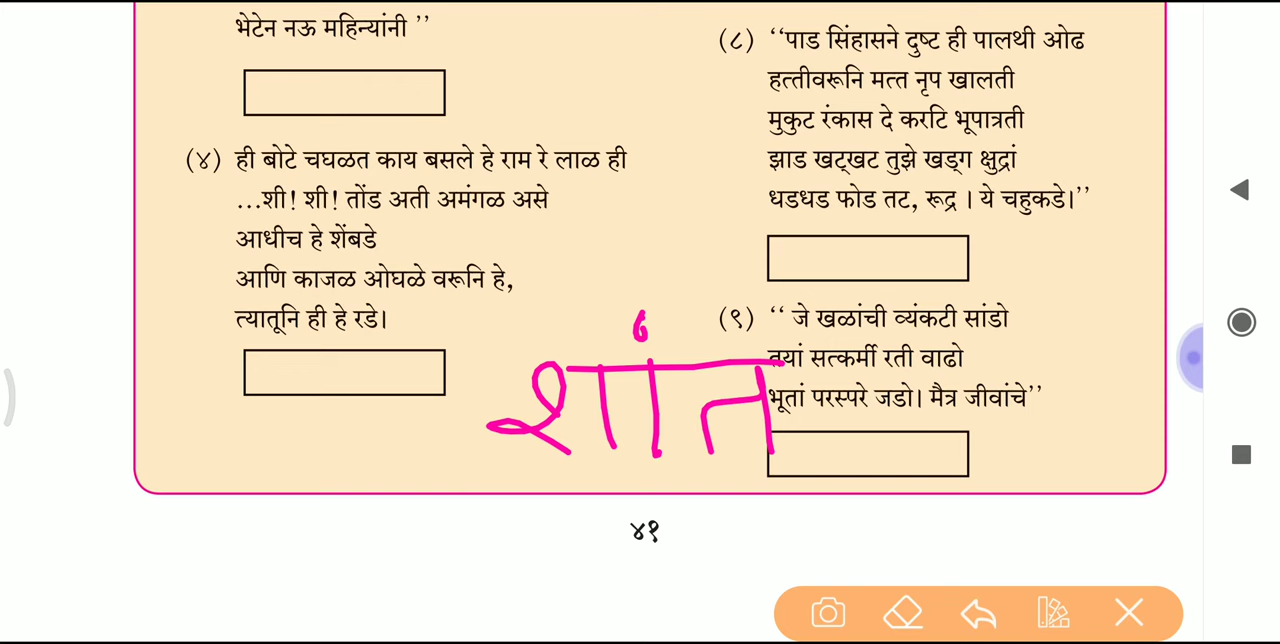 भेटेन नऊ महिन्यांनी ’’
(४) ही बोटे चघळत काय बसले हे राम रे लाळ ही
...शी! शी! तोंड अती अमंगळ असे
आधीच हे शेंबडे
आणि काजळ ओघळे वरूनि हे,
त्यातूनि ही हे रडे।
(८) ‘‘पाड सिंहासने दुष्ट ही पालथी ओढ
हत्तीवरूनि मत्त नृप खालती
मुकुट रंकास दे करटि भूपात्रती
झाड खट्खट तुझे खड्ग क्षुद्रां
धडधड फोड तट, रूद्र । ये चहुकडे।’’
(९) ‘‘ जे खळांची व्यंकटी सांडो
तयां सत्कर्मी रती वाढो
भूतां परस्परे जडो। मैत्र जीवांचे’’
शांत
४१